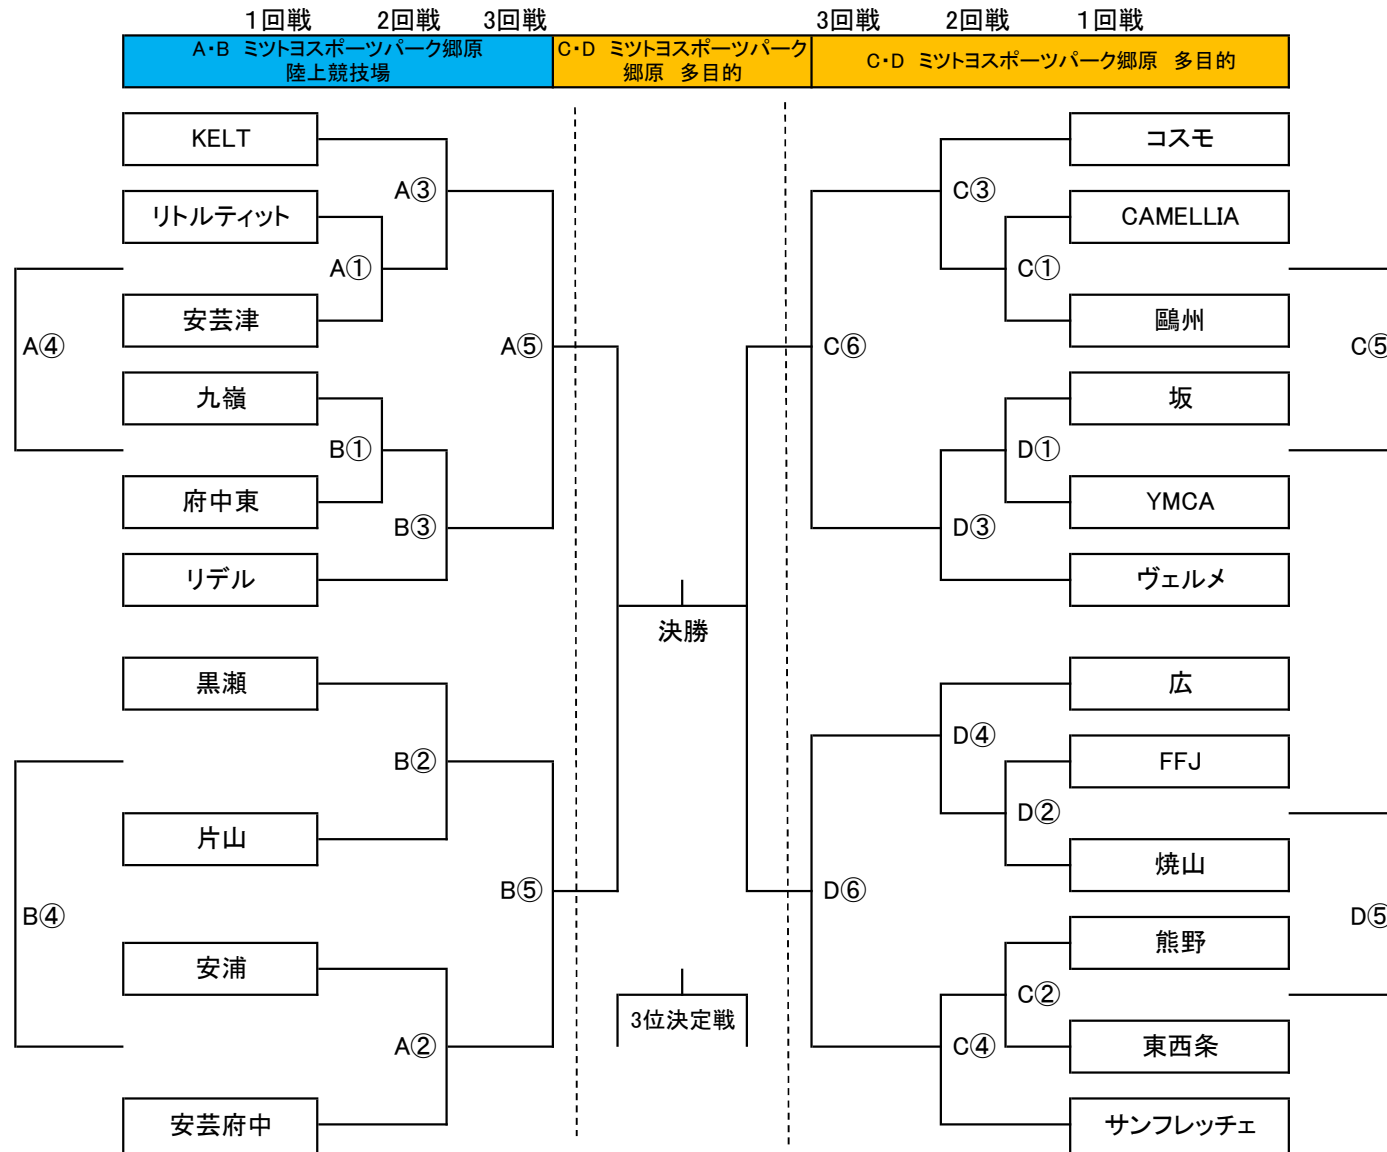 1回戦 2回戦 3回戦 3回戦 2回戦 1回戦
A・B ミツトヨスポーツパーク郷原
陸上競技場
C・D ミツトヨスポーツパーク
郷原 多目的
C・D ミツトヨスポーツパーク郷原 多目的
KELT
リトルティット
安芸津
九嶺
府中東
リデル
黒瀬
片山
安浦
安芸府中
A③
A①
A④
A⑤
B①
B③
B②
B④
B⑤
A②
決勝
3位決定戦
コスモ
CAMELLIA
鷗州
坂
YMCA
ヴェルメ
広
FFJ
焼山
熊野
東西条
サンフレッチェ
C③
C①
C⑥
C⑤
D①
D③
D④
D②
D⑥
D⑤
C②
C④